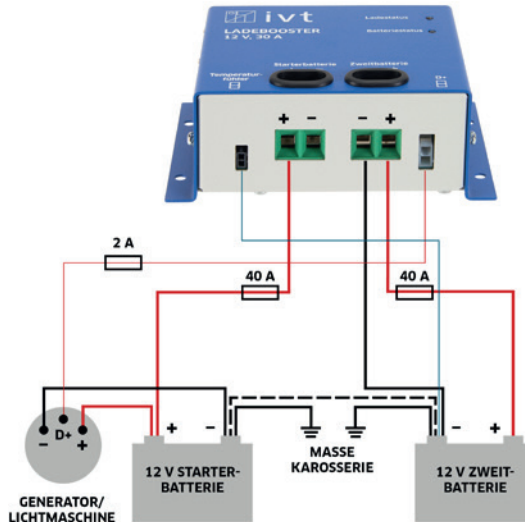 ivt
LADEBOOSTER
12 V, 30 A
Ladestatus
Batteriestatus
Starterbatterie
Zweitbatterie
Temperatur-
fühler
D+
+ −
− +
2 A
40 A
40 A
− D+ +
+ −
− +
12 V STARTER-
BATTERIE
MASSE
KAROSSERIE
12 V ZWEIT-
BATTERIE
GENERATOR/
LICHTMASCHINE